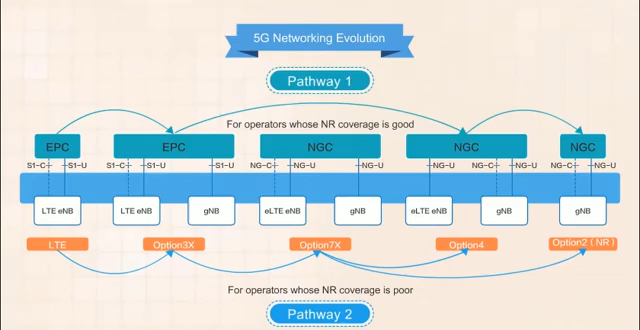 5G Networking Evolution
Pathway 1
For operators whose NR coverage is good
EPC EPC NGC NGC NGC
S1-C S1-U S1-C S1-U S1-U NG-C NG-U NG-U NG-U NG-C NG-U NG-C NG-U
LTE eNB LTE eNB gNB eLTE eNB gNB eLTE eNB gNB gNB
LTE Option3X Option7X Option4 Option2 ( NR )
For operators whose NR coverage is poor
Pathway 2